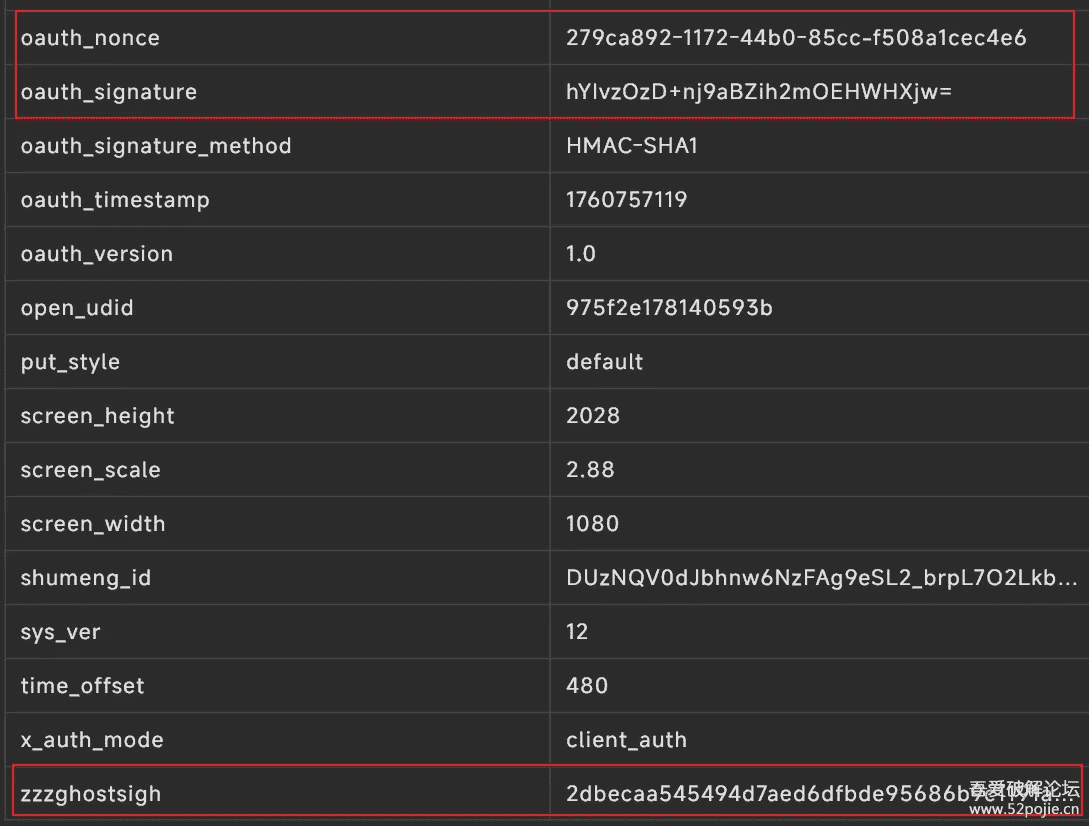 oauth_nonce 279ca892-1172-44b0-85cc-f508a1cec4e6
oauth_signature hYIvzOzD+nj9aBZih2mOEHWHXjw=
oauth_signature_method HMAC-SHA1
oauth_timestamp 1760757119
oauth_version 1.0
open_udid 975f2e178140593b
put_style default
screen_height 2028
screen_scale 2.88
screen_width 1080
shumeng_id DUzNQV0dJbhnw6NzFAg9eSL2_brpL7O2Lkb...
sys_ver 12
time_offset 480
x_auth_mode client_auth
zzzghostsigh
吾爱破解论坛
www.52pojie.cn